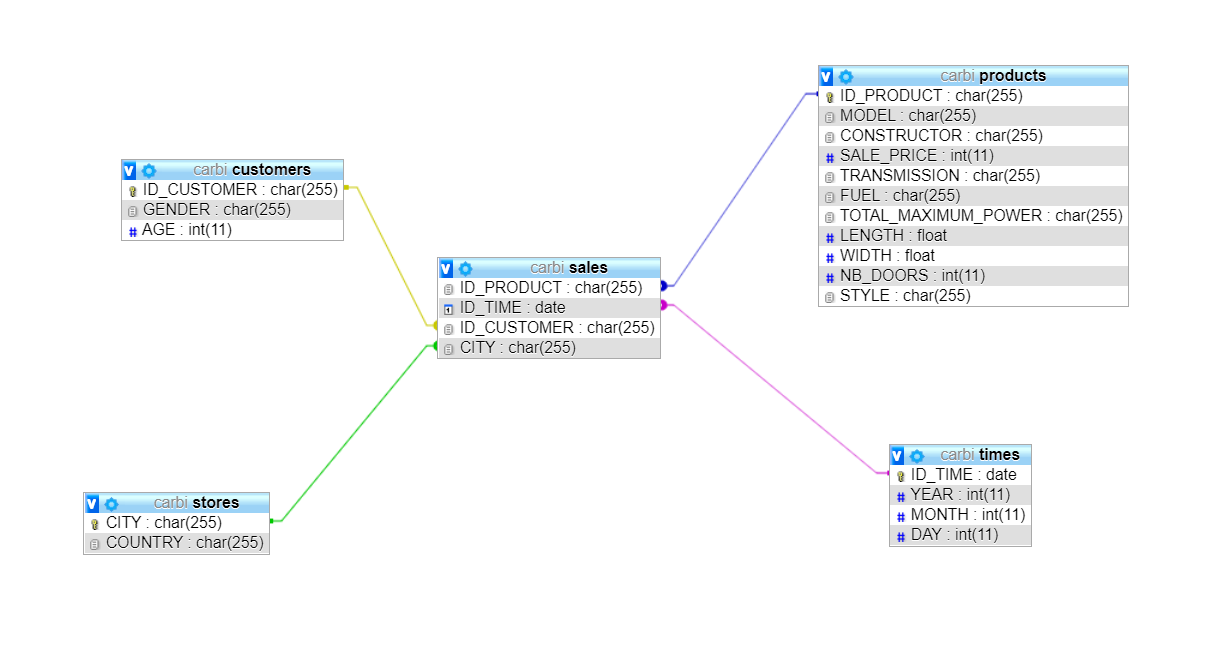 carbi products
ID_PRODUCT : char(255)
MODEL : char(255)
CONSTRUCTOR : char(255)
SALE_PRICE : int(11)
TRANSMISSION : char(255)
FUEL : char(255)
TOTAL_MAXIMUM_POWER : char(255)
LENGTH : float
WIDTH : float
NB_DOORS : int(11)
STYLE : char(255)
carbi customers
ID_CUSTOMER : char(255)
GENDER : char(255)
AGE : int(11)
carbi sales
ID_PRODUCT : char(255)
ID_TIME : date
ID_CUSTOMER : char(255)
CITY : char(255)
carbi times
ID_TIME : date
YEAR : int(11)
MONTH : int(11)
DAY : int(11)
carbi stores
CITY : char(255)
COUNTRY : char(255)